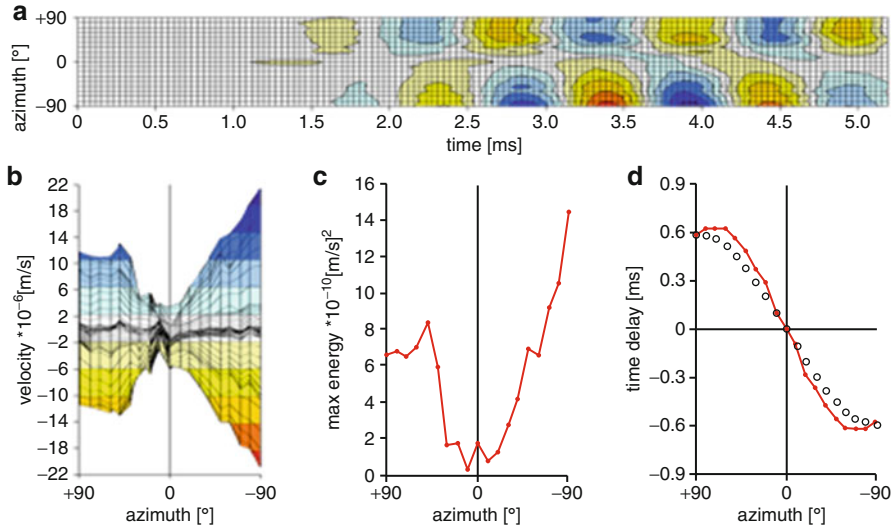 a
+90
0
−90
azimuth [°]
0 0.5 1.0 1.5 2.0 2.5 3.0 3.5 4.0 4.5 5.0
time [ms]
b
22
18
14
10
6
2
−2
−6
−10
−14
−18
−22
velocity *10⁻⁶[m/s]
+90 0 −90
azimuth [°]
c
16
14
12
10
8
6
4
2
0
max energy *10⁻¹⁰[m/s]²
+90 0 −90
azimuth [°]
d
0.9
0.6
0.3
0
−0.3
−0.6
−0.9
time delay [ms]
+90 0 −90
azimuth [°]